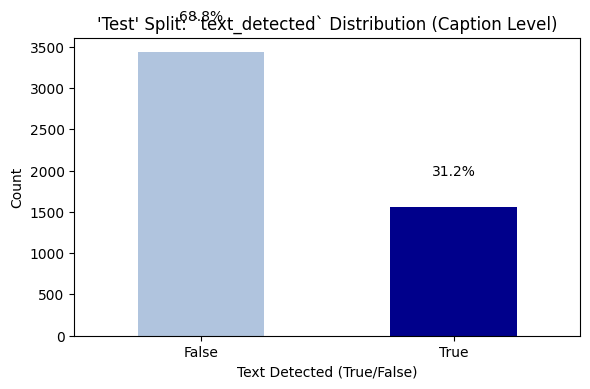 68.8%
'Test' Split: `text_detected` Distribution (Caption Level)
3500
3000
2500
2000
1500
1000
500
0
Count
31.2%
False
True
Text Detected (True/False)